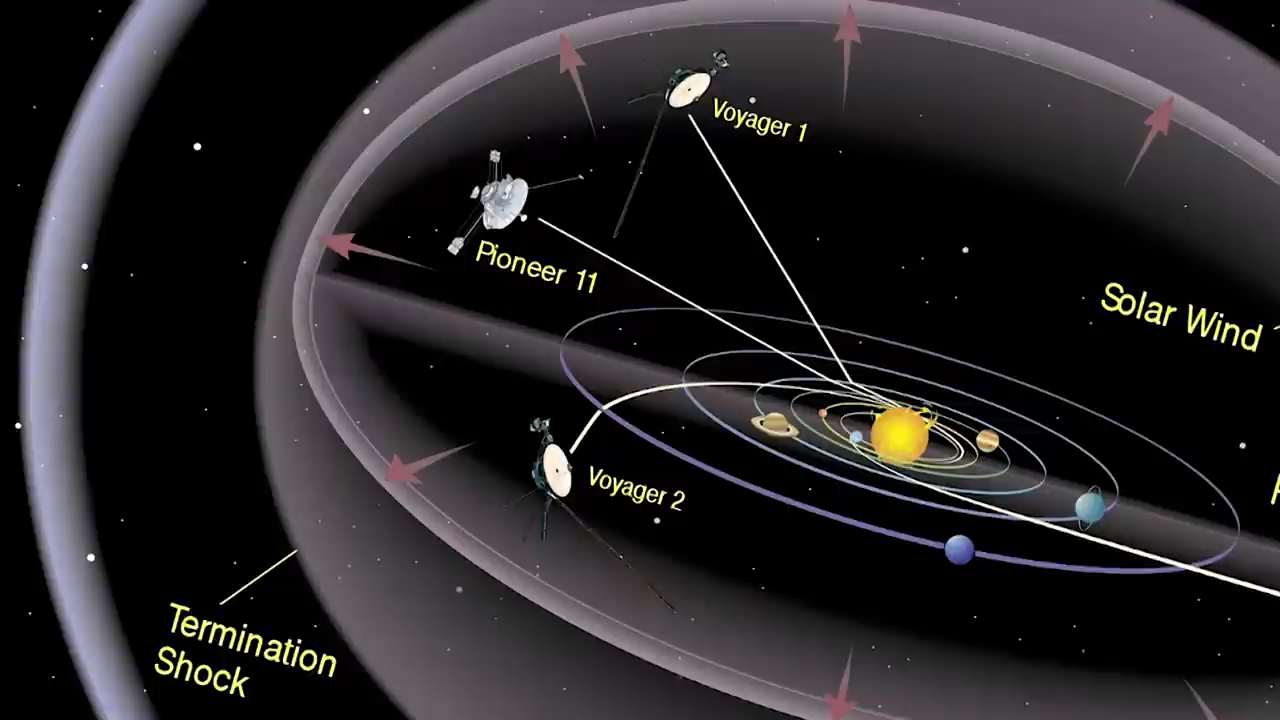 Voyager 1
Pioneer 11
Solar Wind
Voyager 2
Termination
Shock